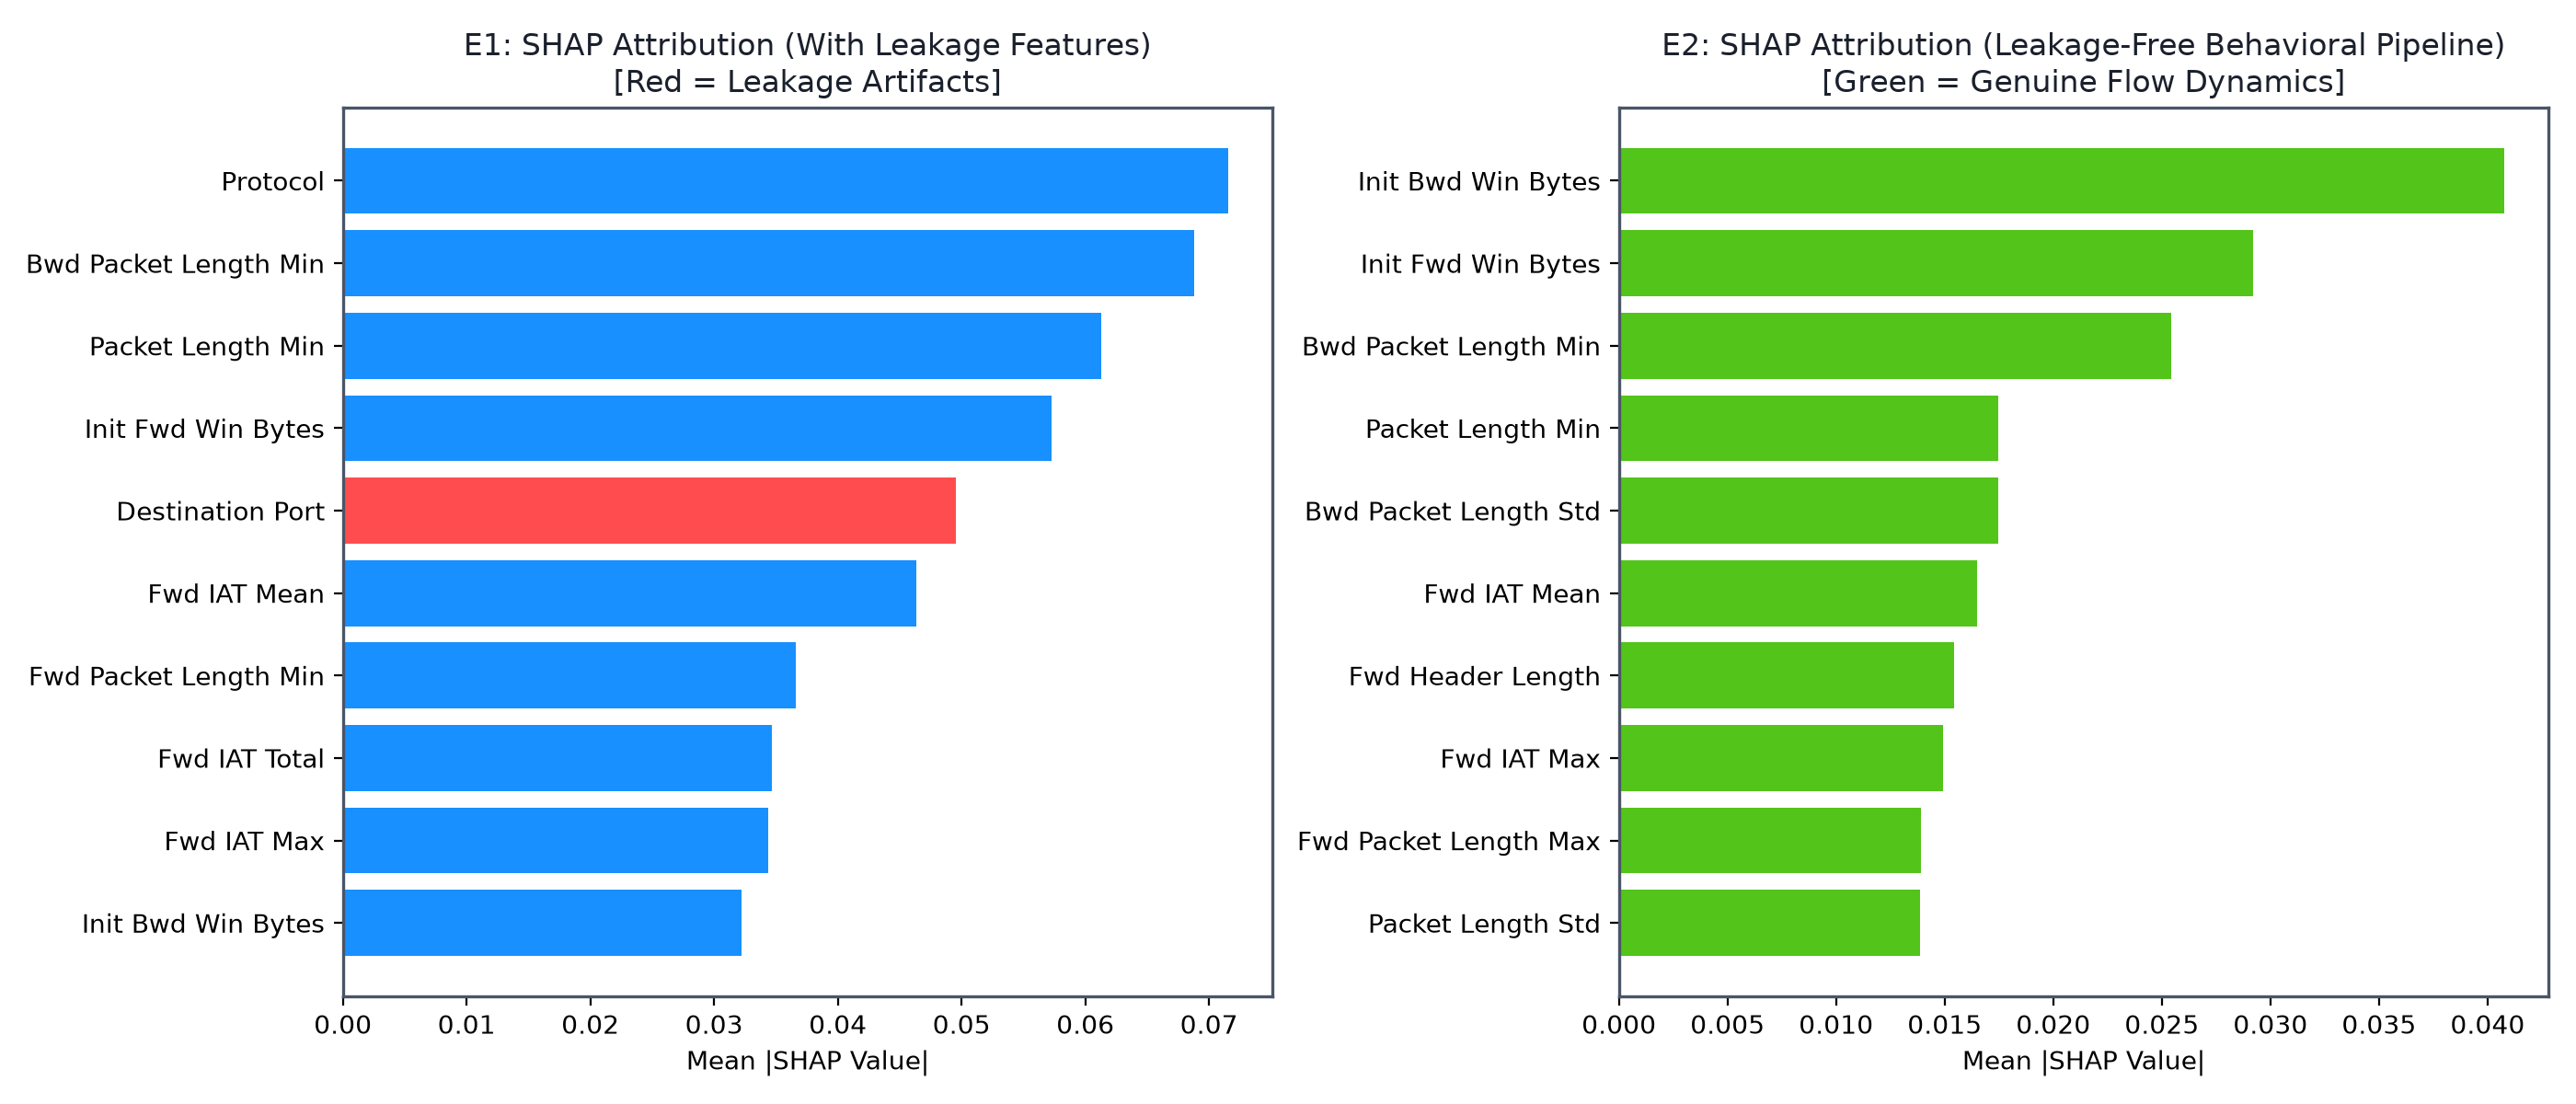 E1: SHAP Attribution (With Leakage Features)
[Red = Leakage Artifacts]
Protocol
Bwd Packet Length Min
Packet Length Min
Init Fwd Win Bytes
Destination Port
Fwd IAT Mean
Fwd Packet Length Min
Fwd IAT Total
Fwd IAT Max
Init Bwd Win Bytes
0.00 0.01 0.02 0.03 0.04 0.05 0.06 0.07
Mean |SHAP Value|
E2: SHAP Attribution (Leakage-Free Behavioral Pipeline)
[Green = Genuine Flow Dynamics]
Init Bwd Win Bytes
Init Fwd Win Bytes
Bwd Packet Length Min
Packet Length Min
Bwd Packet Length Std
Fwd IAT Mean
Fwd Header Length
Fwd IAT Max
Fwd Packet Length Max
Packet Length Std
0.000 0.005 0.010 0.015 0.020 0.025 0.030 0.035 0.040
Mean |SHAP Value|